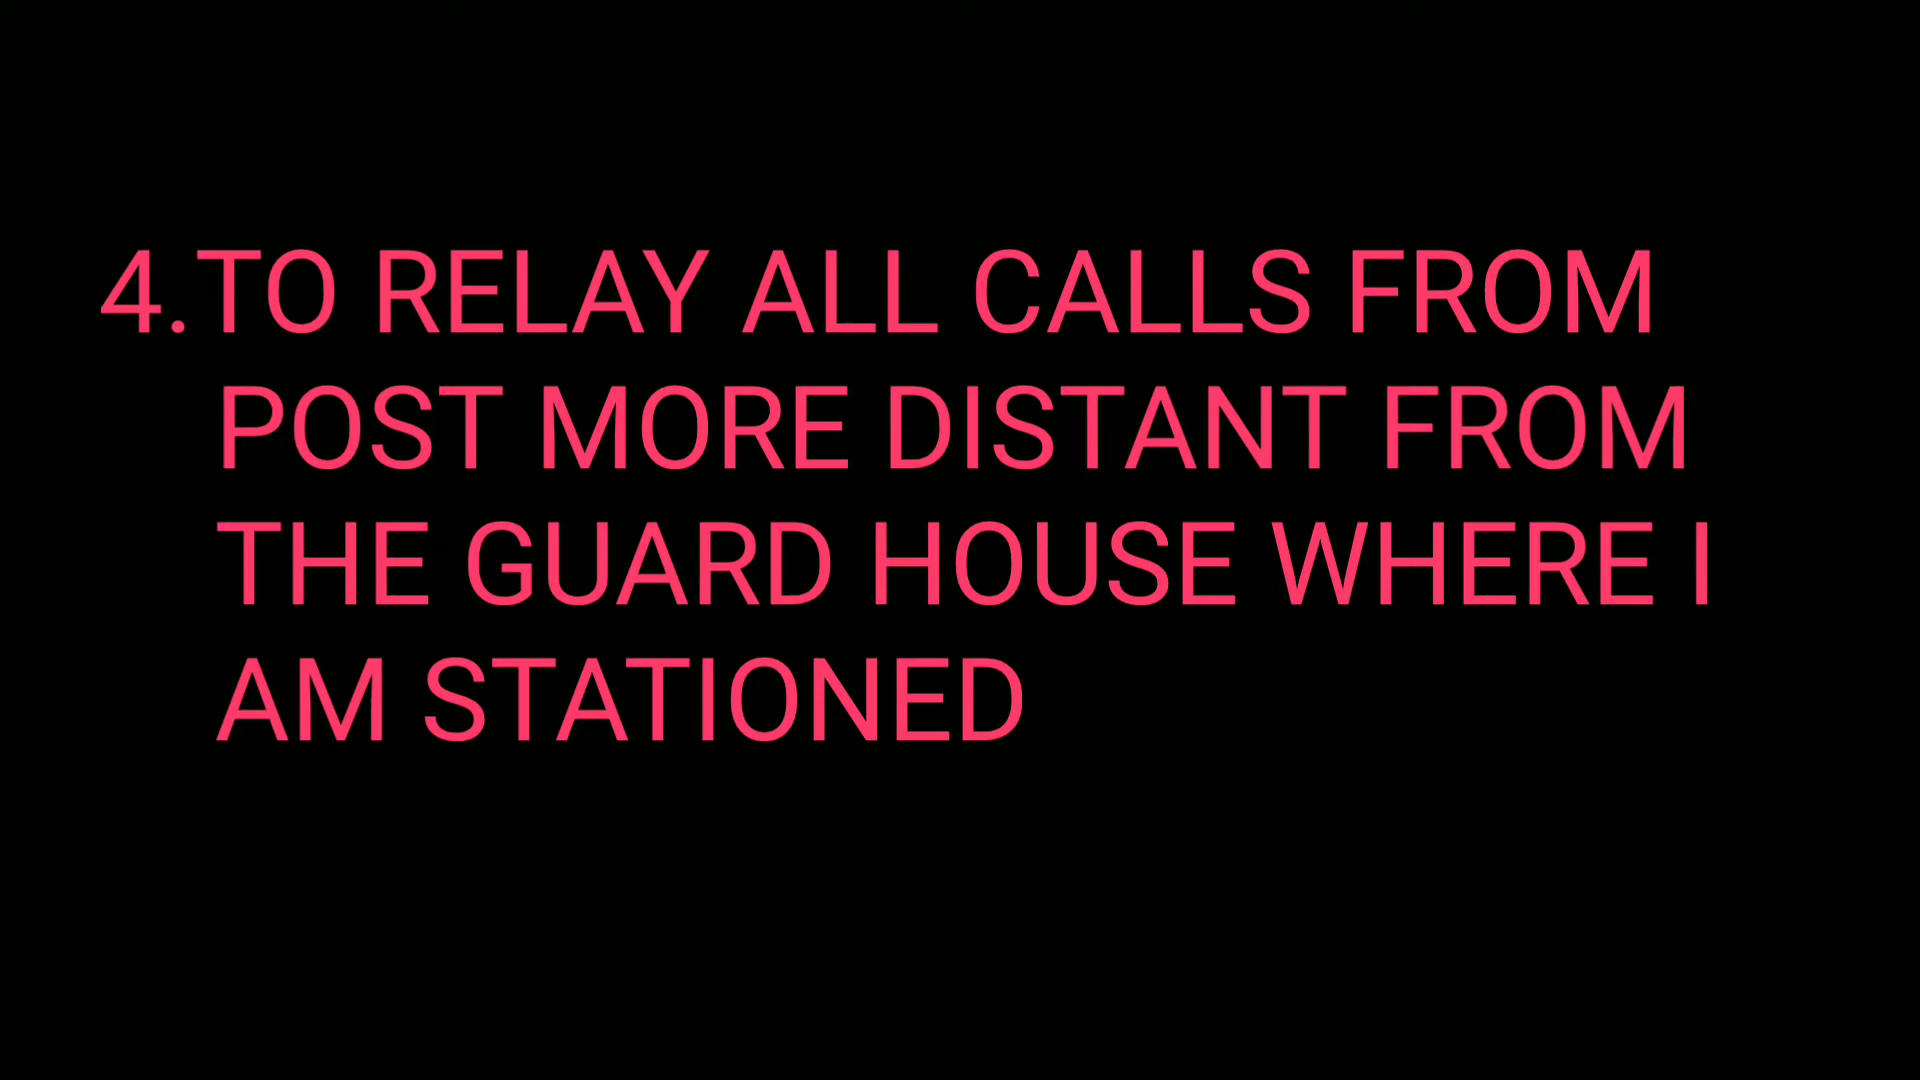 4.TO RELAY ALL CALLS FROM
POST MORE DISTANT FROM
THE GUARD HOUSE WHERE I
AM STATIONED